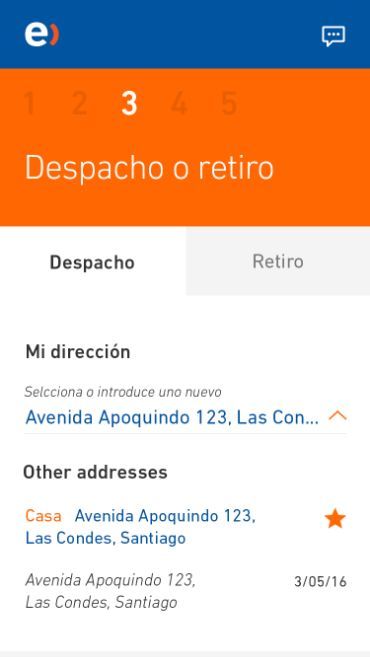 e)
1 2 3 4 5
Despacho o retiro
Despacho Retiro
Mi dirección
Selcciona o introduce uno nuevo
Avenida Apoquindo 123, Las Con...
Other addresses
Casa Avenida Apoquindo 123,
Las Condes, Santiago
Avenida Apoquindo 123, 3/05/16
Las Condes, Santiago